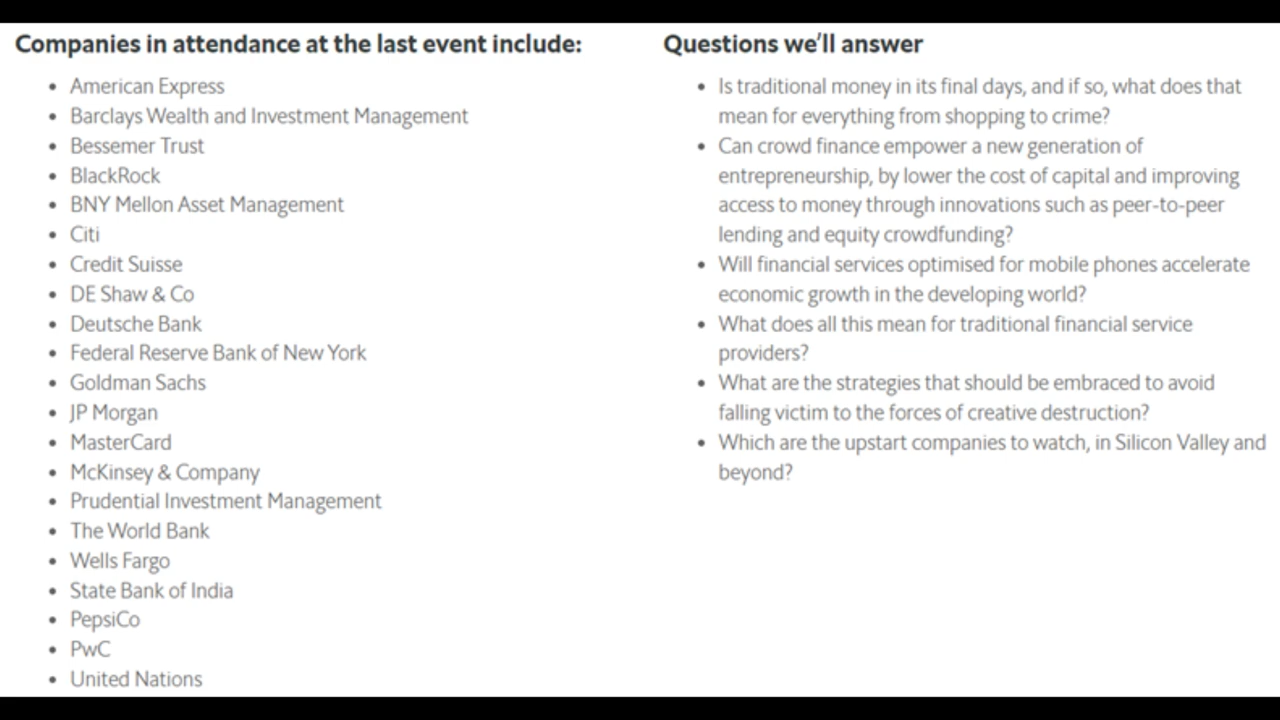 Companies in attendance at the last event include:
American Express
Barclays Wealth and Investment Management
Bessemer Trust
BlackRock
BNY Mellon Asset Management
Citi
Credit Suisse
DE Shaw & Co
Deutsche Bank
Federal Reserve Bank of New York
Goldman Sachs
JP Morgan
MasterCard
McKinsey & Company
Prudential Investment Management
The World Bank
Wells Fargo
State Bank of India
PepsiCo
PwC
United Nations
Questions we'll answer
Is traditional money in its final days, and if so, what does that
mean for everything from shopping to crime?
Can crowd finance empower a new generation of
entrepreneurship, by lower the cost of capital and improving
access to money through innovations such as peer-to-peer
lending and equity crowdfunding?
Will financial services optimised for mobile phones accelerate
economic growth in the developing world?
What does all this mean for traditional financial service
providers?
What are the strategies that should be embraced to avoid
falling victim to the forces of creative destruction?
Which are the upstart companies to watch, in Silicon Valley and
beyond?